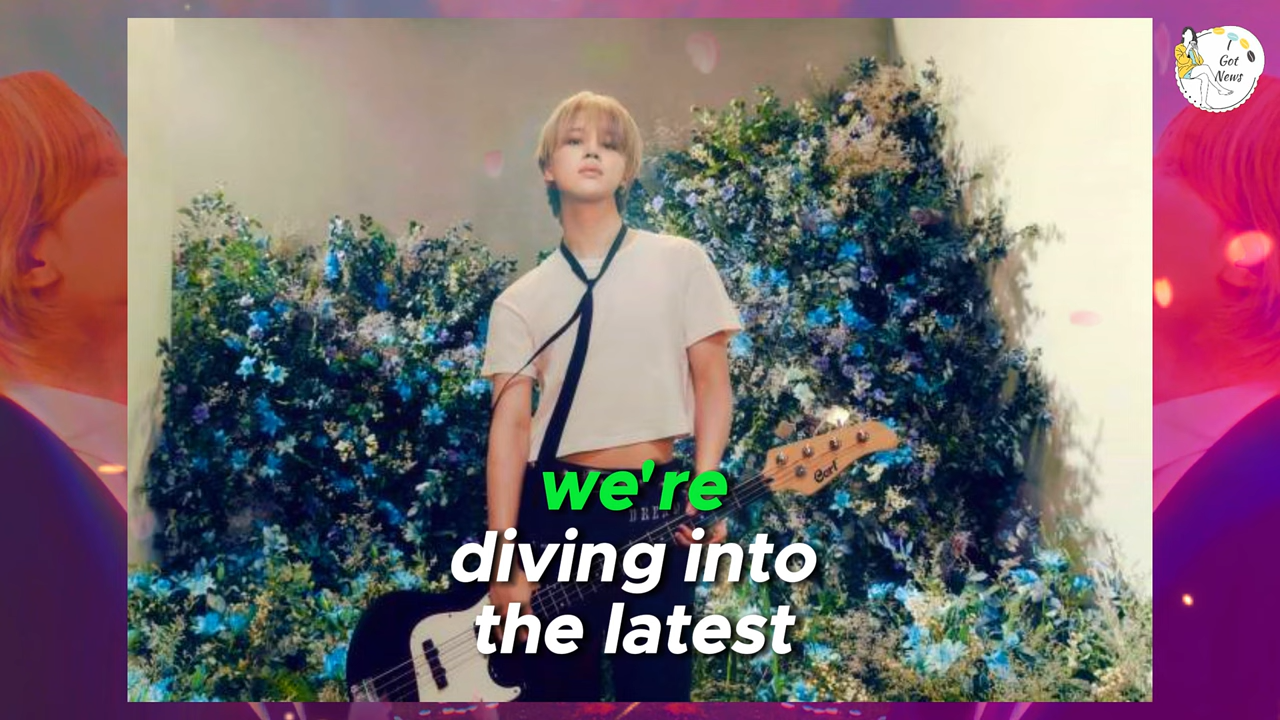 I
Got
News
we're
diving into
the latest
Cort